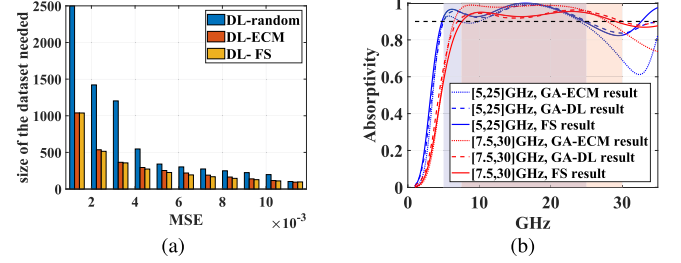 size of the dataset needed
2500
2000
1500
1000
500
0
2
4
6
8
10
MSE
×10⁻³
DL-random
DL-ECM
DL- FS
(a)
Absorptivity
1
0.8
0.6
0.4
0.2
0
0
10
20
30
GHz
[5,25]GHz, GA-ECM result
[5,25]GHz, GA-DL result
[5,25]GHz, FS result
[7.5,30]GHz, GA-ECM result
[7.5,30]GHz, GA-DL result
[7.5,30]GHz, FS result
(b)